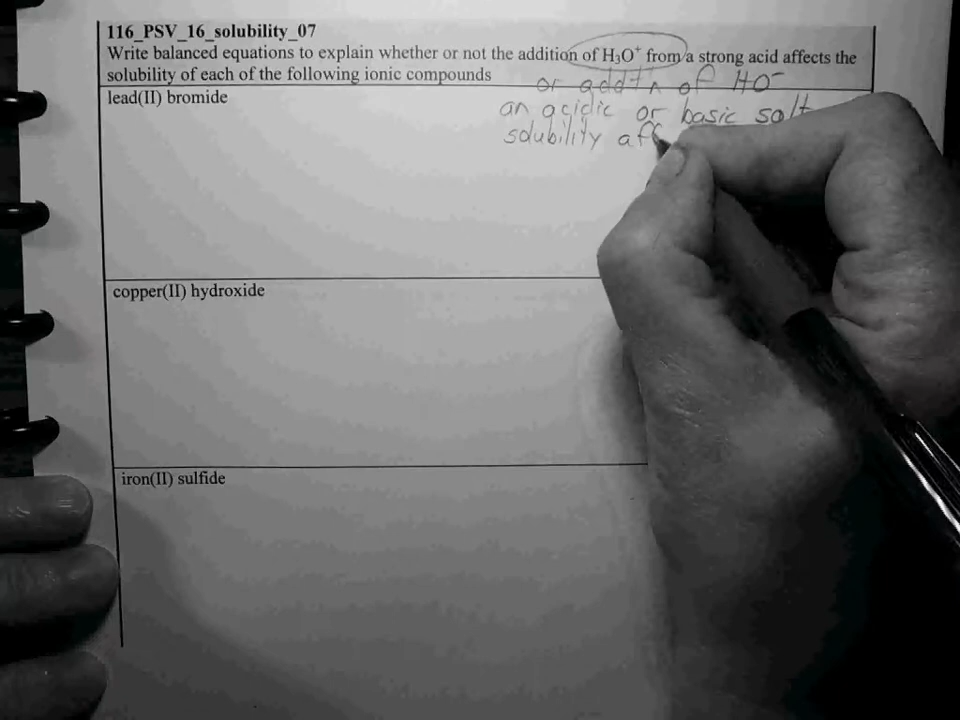 116_PSV_16_solubility_07
Write balanced equations to explain whether or not the addition of H₃O⁺ from a strong acid affects the
solubility of each of the following ionic compounds
or addtn of HO⁻
lead(II) bromide
an acidic or basic salt
solubility aff
copper(II) hydroxide
iron(II) sulfide